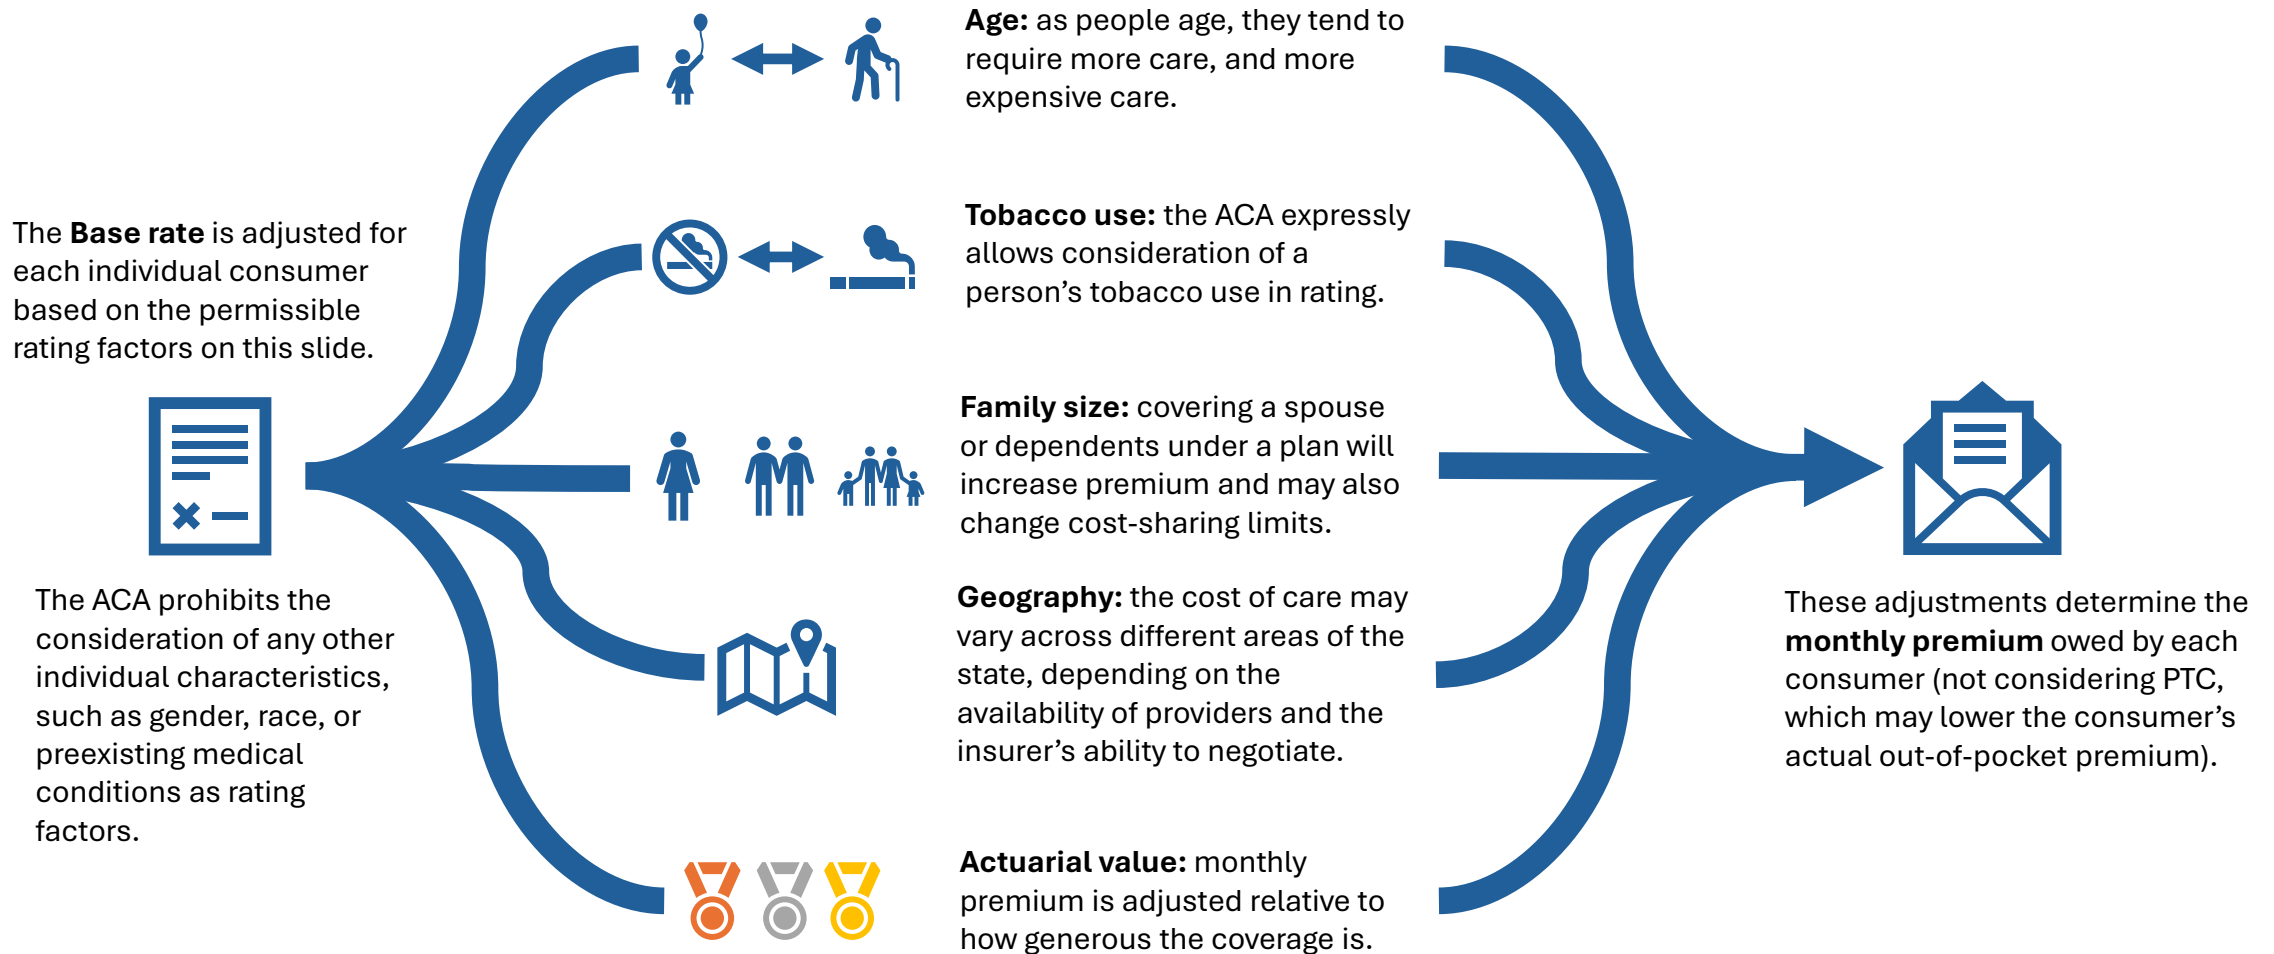 The Base rate is adjusted for
each individual consumer
based on the permissible
rating factors on this slide.
The ACA prohibits the
consideration of any other
individual characteristics,
such as gender, race, or
preexisting medical
conditions as rating
factors.
Age: as people age, they tend to
require more care, and more
expensive care.
Tobacco use: the ACA expressly
allows consideration of a
person’s tobacco use in rating.
Family size: covering a spouse
or dependents under a plan will
increase premium and may also
change cost-sharing limits.
Geography: the cost of care may
vary across different areas of the
state, depending on the
availability of providers and the
insurer’s ability to negotiate.
Actuarial value: monthly
premium is adjusted relative to
how generous the coverage is.
These adjustments determine the
monthly premium owed by each
consumer (not considering PTC,
which may lower the consumer’s
actual out-of-pocket premium).